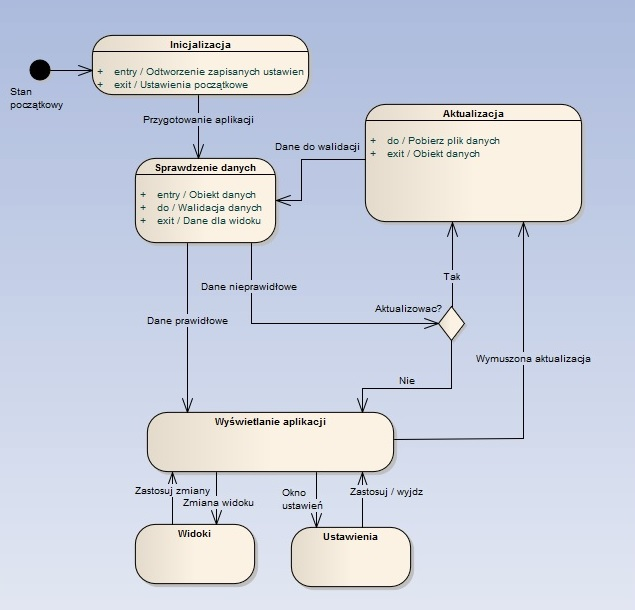 Inicjalizacja
+ entry / Odtworzenie zapisanych ustawien
+ exit / Ustawienia początkowe
Stan
początkowy
Przygotowanie aplikacji
Aktualizacja
+ do / Pobierz plik danych
+ exit / Obiekt danych
Dane do walidacji
Sprawdzenie danych
+ entry / Obiekt danych
+ do / Walidacja danych
+ exit / Dane dla widoku
Tak
Dane nieprawidłowe
Aktualizowac?
Dane prawidłowe
Wymuszona aktualizacja
Nie
Wyświetlanie aplikacji
Zastosuj zmiany
Zmiana widoku
Okno
ustawień
Zastosuj / wyjdz
Widoki
Ustawienia